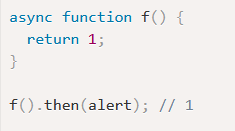 async function f() {
  return 1;
}

f().then(alert); // 1